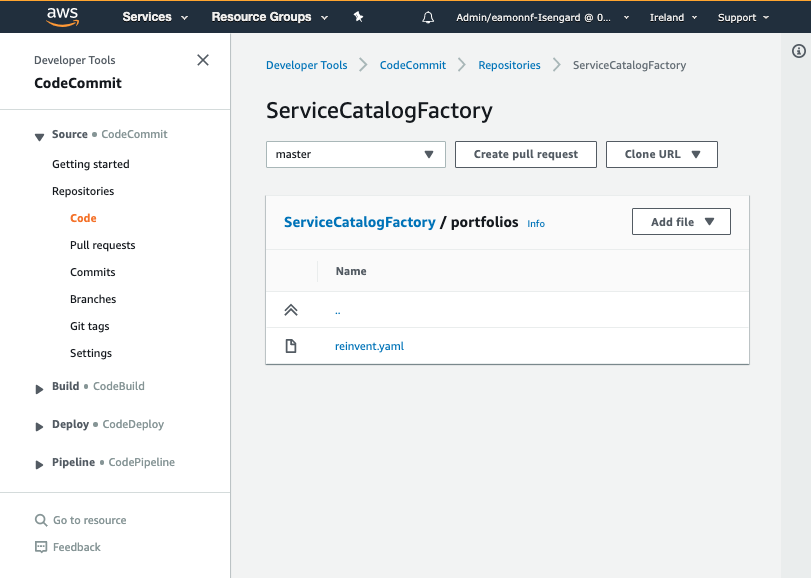 aws Services Resource Groups Admin/eamonnf-Isengard @ 0... Ireland Support
Developer Tools
CodeCommit
Source • CodeCommit
Getting started
Repositories
Code
Pull requests
Commits
Branches
Git tags
Settings
Build • CodeBuild
Deploy • CodeDeploy
Pipeline • CodePipeline
Go to resource
Feedback
Developer Tools CodeCommit Repositories ServiceCatalogFactory
ServiceCatalogFactory
master Create pull request Clone URL
ServiceCatalogFactory / portfolios Info Add file
Name
..
reinvent.yaml